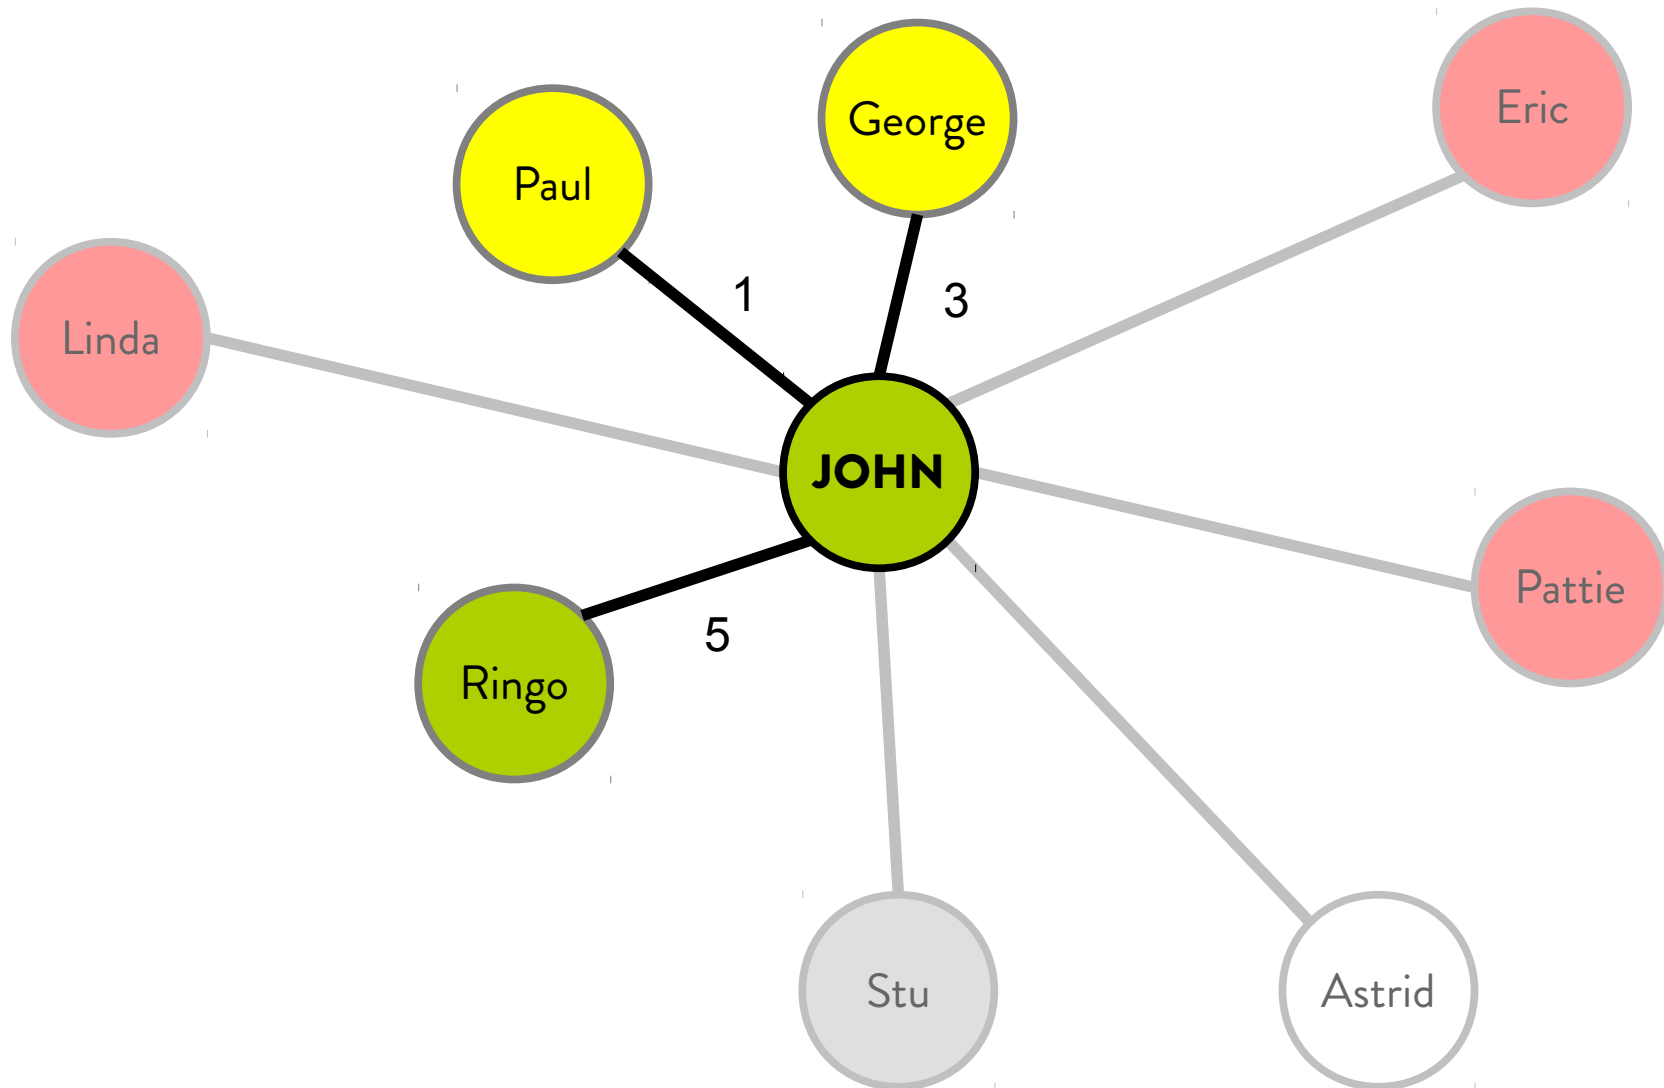 George
Eric
Paul
1
3
Linda
JOHN
Pattie
5
Ringo
Stu
Astrid